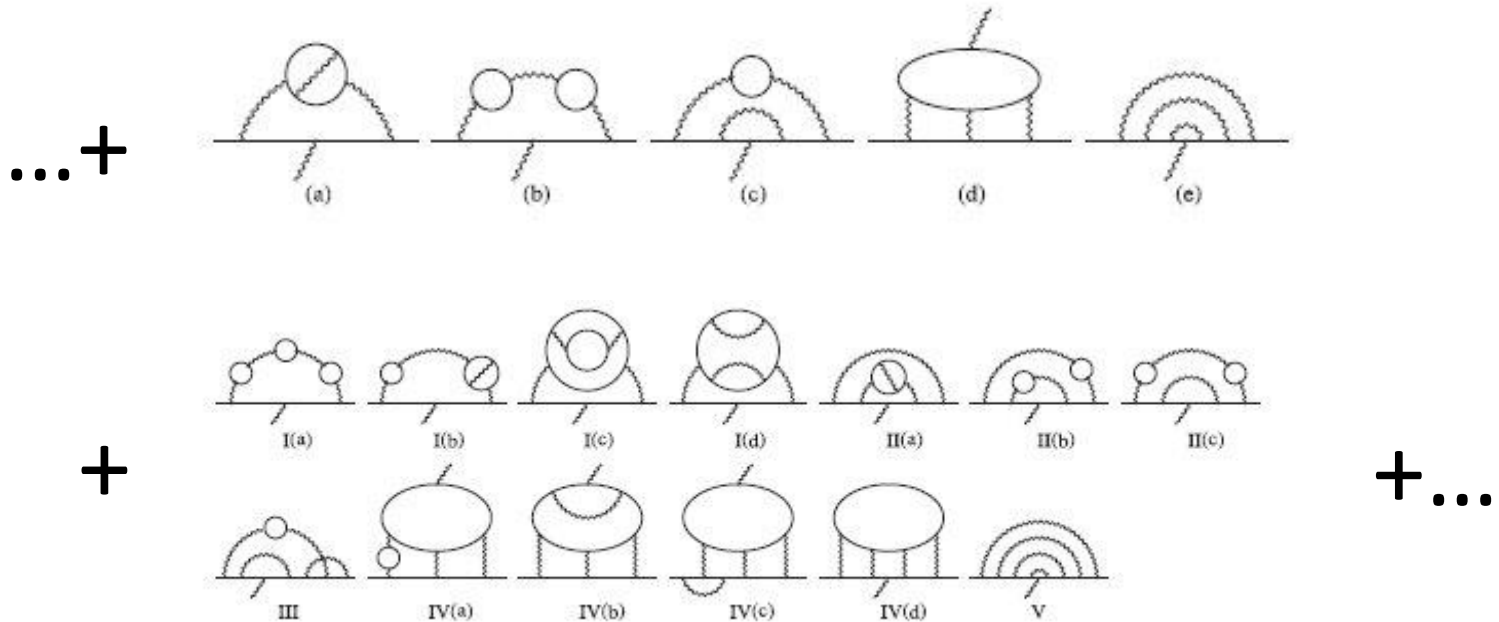 ...+
(a) (b) (c) (d) (e)
I(a) I(b) I(c) I(d) II(a) II(b) II(c)
+ +...
III IV(a) IV(b) IV(c) IV(d) V